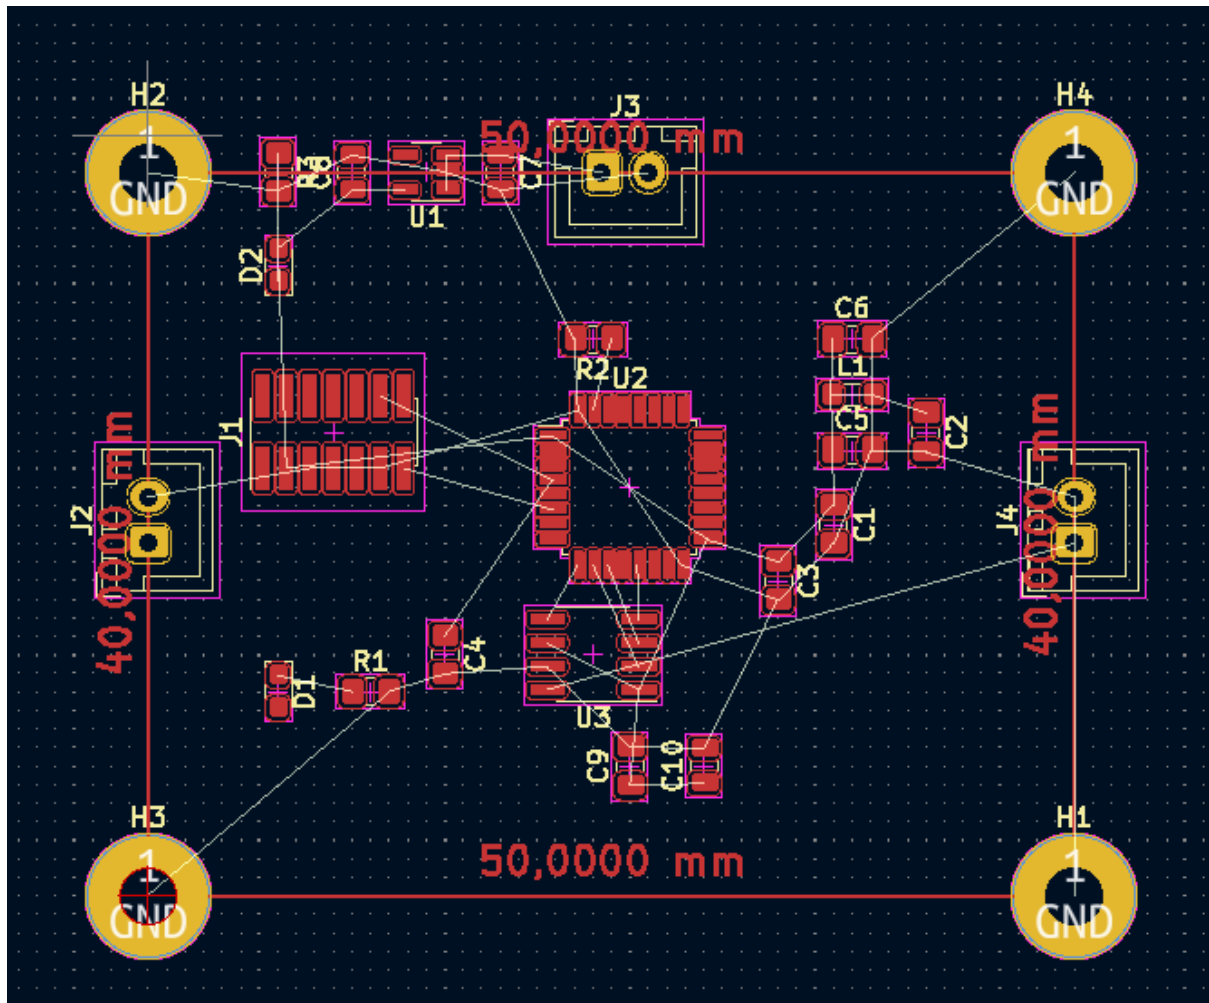 H2
J3
H4
50,0000 mm
1
GND
1
GND
C8
C7
U1
D2
C6
R2
U2
L1
C5
C2
J1
40,0000 mm
40,0000 mm
J2
C1
J4
C3
C4
R1
D1
U3
C9
C10
H3
H1
50,0000 mm
1
GND
1
GND